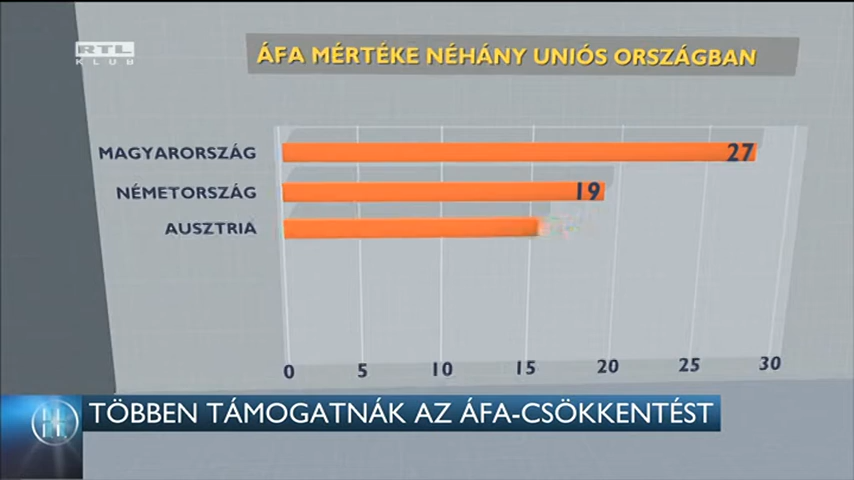 RTL
KLUB
ÁFA MÉRTÉKE NÉHÁNY UNIÓS ORSZÁGBAN
MAGYARORSZÁG 27
NÉMETORSZÁG 19
AUSZTRIA
0 5 10 15 20 25 30
TÖBBEN TÁMOGATNÁK AZ ÁFA-CSÖKKENTÉST